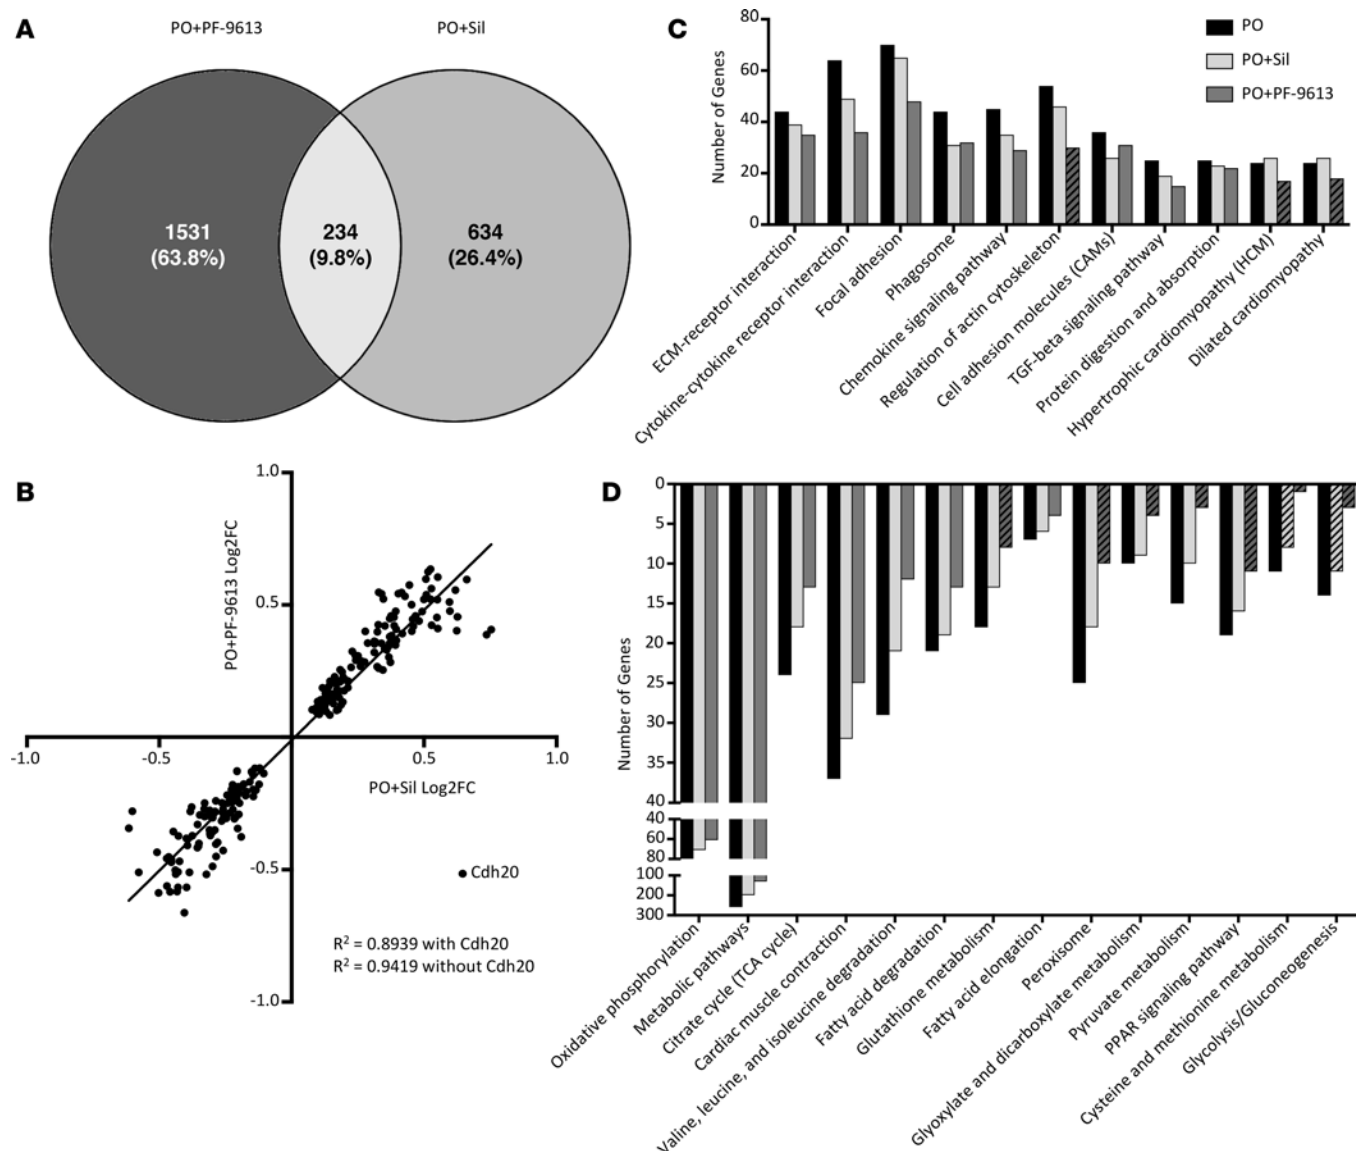 A
PO+PF-9613
PO+Sil
1531
(63.8%)
234
(9.8%)
634
(26.4%)
B
1.0
0.5
-1.0
-0.5
0.5
1.0
-0.5
-1.0
PO+PF-9613 Log2FC
PO+Sil Log2FC
Cdh20
R² = 0.8939 with Cdh20
R² = 0.9419 without Cdh20
C
PO
PO+Sil
PO+PF-9613
Number of Genes
80
60
40
20
0
ECM-receptor interaction
Cytokine-cytokine receptor interaction
Focal adhesion
Phagosome
Chemokine signaling pathway
Regulation of actin cytoskeleton
Cell adhesion molecules (CAMs)
TGF-beta signaling pathway
Protein digestion and absorption
Hypertrophic cardiomyopathy (HCM)
Dilated cardiomyopathy
D
Number of Genes
0
5
10
15
20
25
30
35
40
40
60
80
100
200
300
Oxidative phosphorylation
Metabolic pathways
Citrate cycle (TCA cycle)
Cardiac muscle contraction
Valine, leucine, and isoleucine degradation
Fatty acid degradation
Glutathione metabolism
Fatty acid elongation
Peroxisome
Glyoxylate and dicarboxylate metabolism
Pyruvate metabolism
PPAR signaling pathway
Cysteine and methionine metabolism
Glycolysis/Gluconeogenesis